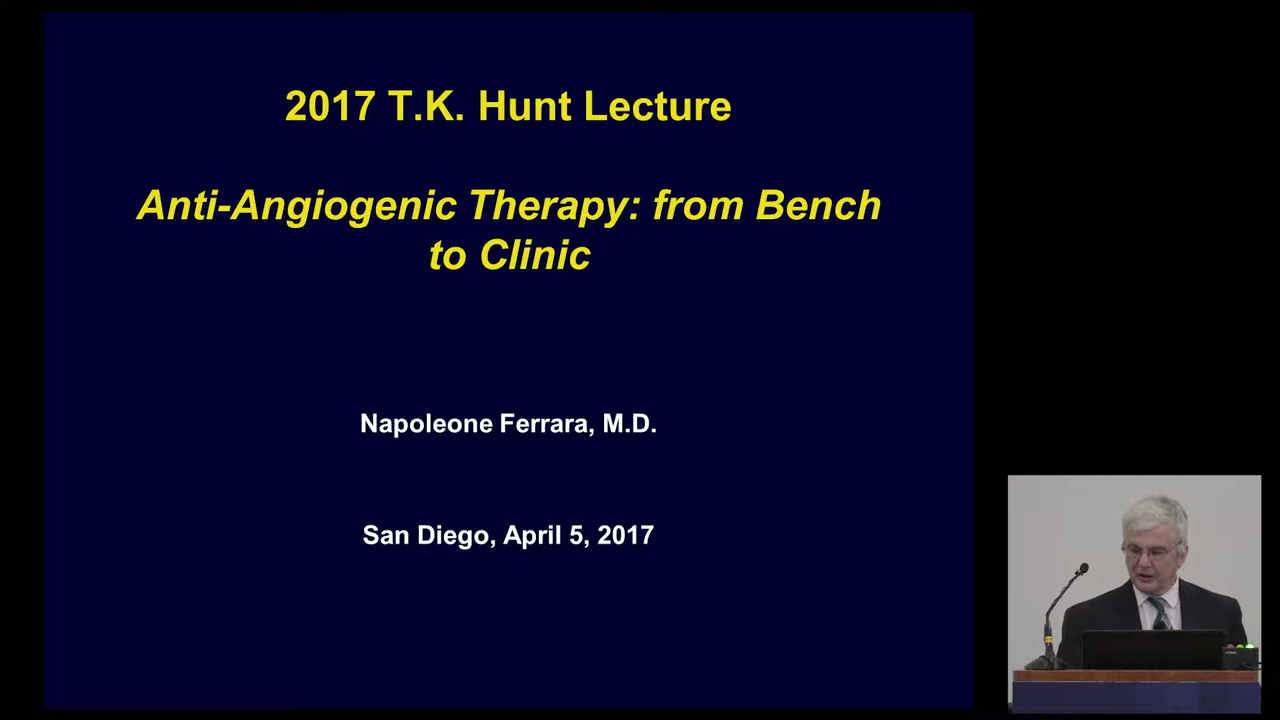 2017 T.K. Hunt Lecture
Anti-Angiogenic Therapy: from Bench
to Clinic
Napoleone Ferrara, M.D.
San Diego, April 5, 2017